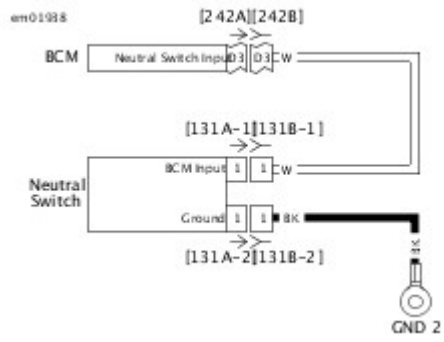 em01938
[242A][242B]
BCM
Neutral Switch Input D3 D3 W
[131A-1][131B-1]
BCM Input 1 1 W
Neutral
Switch
Ground 1 1 BK
BK
[131A-2][131B-2]
GND 2